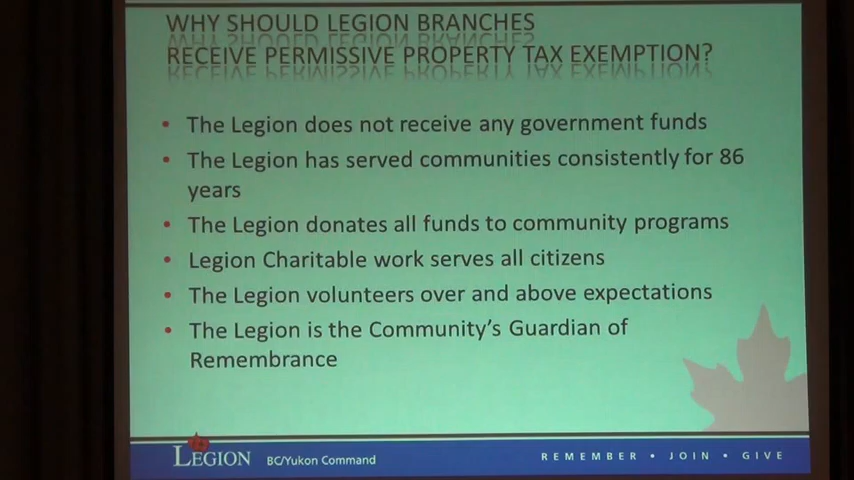 WHY SHOULD LEGION BRANCHES
RECEIVE PERMISSIVE PROPERTY TAX EXEMPTION?
• The Legion does not receive any government funds
• The Legion has served communities consistently for 86
years
• The Legion donates all funds to community programs
• Legion Charitable work serves all citizens
• The Legion volunteers over and above expectations
• The Legion is the Community's Guardian of
Remembrance
LEGION BC/Yukon Command REMEMBER • JOIN • GIVE